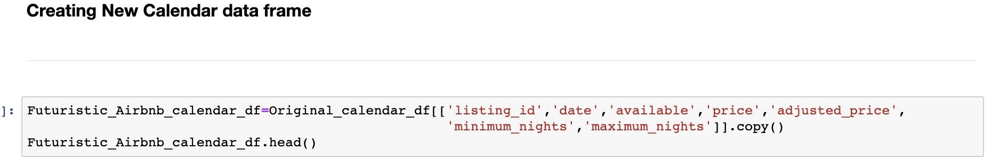 Creating New Calendar data frame
]: Futuristic_Airbnb_calendar_df=Original_calendar_df[['listing_id','date','available','price','adjusted_price',
'minimum_nights','maximum_nights']].copy()
Futuristic_Airbnb_calendar_df.head()